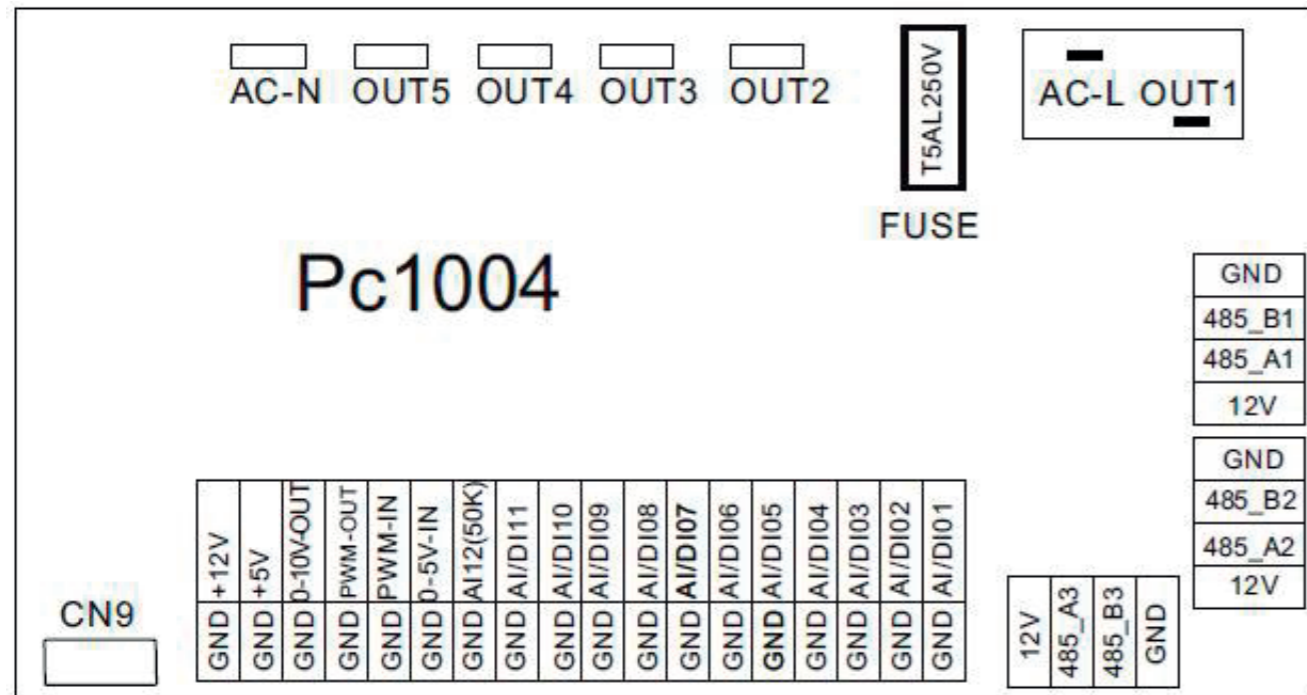 AC-N OUT5 OUT4 OUT3 OUT2
T5AL250V
FUSE
AC-L OUT1
Pc1004
GND
485_B1
485_A1
12V
GND
485_B2
485_A2
12V
CN9
+12V +5V 0-10V-OUT PWM-OUT PWM-IN 0-5V-IN AI12(50K) AI/DI11 AI/DI10 AI/DI09 AI/DI08 AI/DI07 AI/DI06 AI/DI05 AI/DI04 AI/DI03 AI/DI02 AI/DI01
GND GND GND GND GND GND GND GND GND GND GND GND GND GND GND GND GND GND
12V 485_A3 485_B3 GND